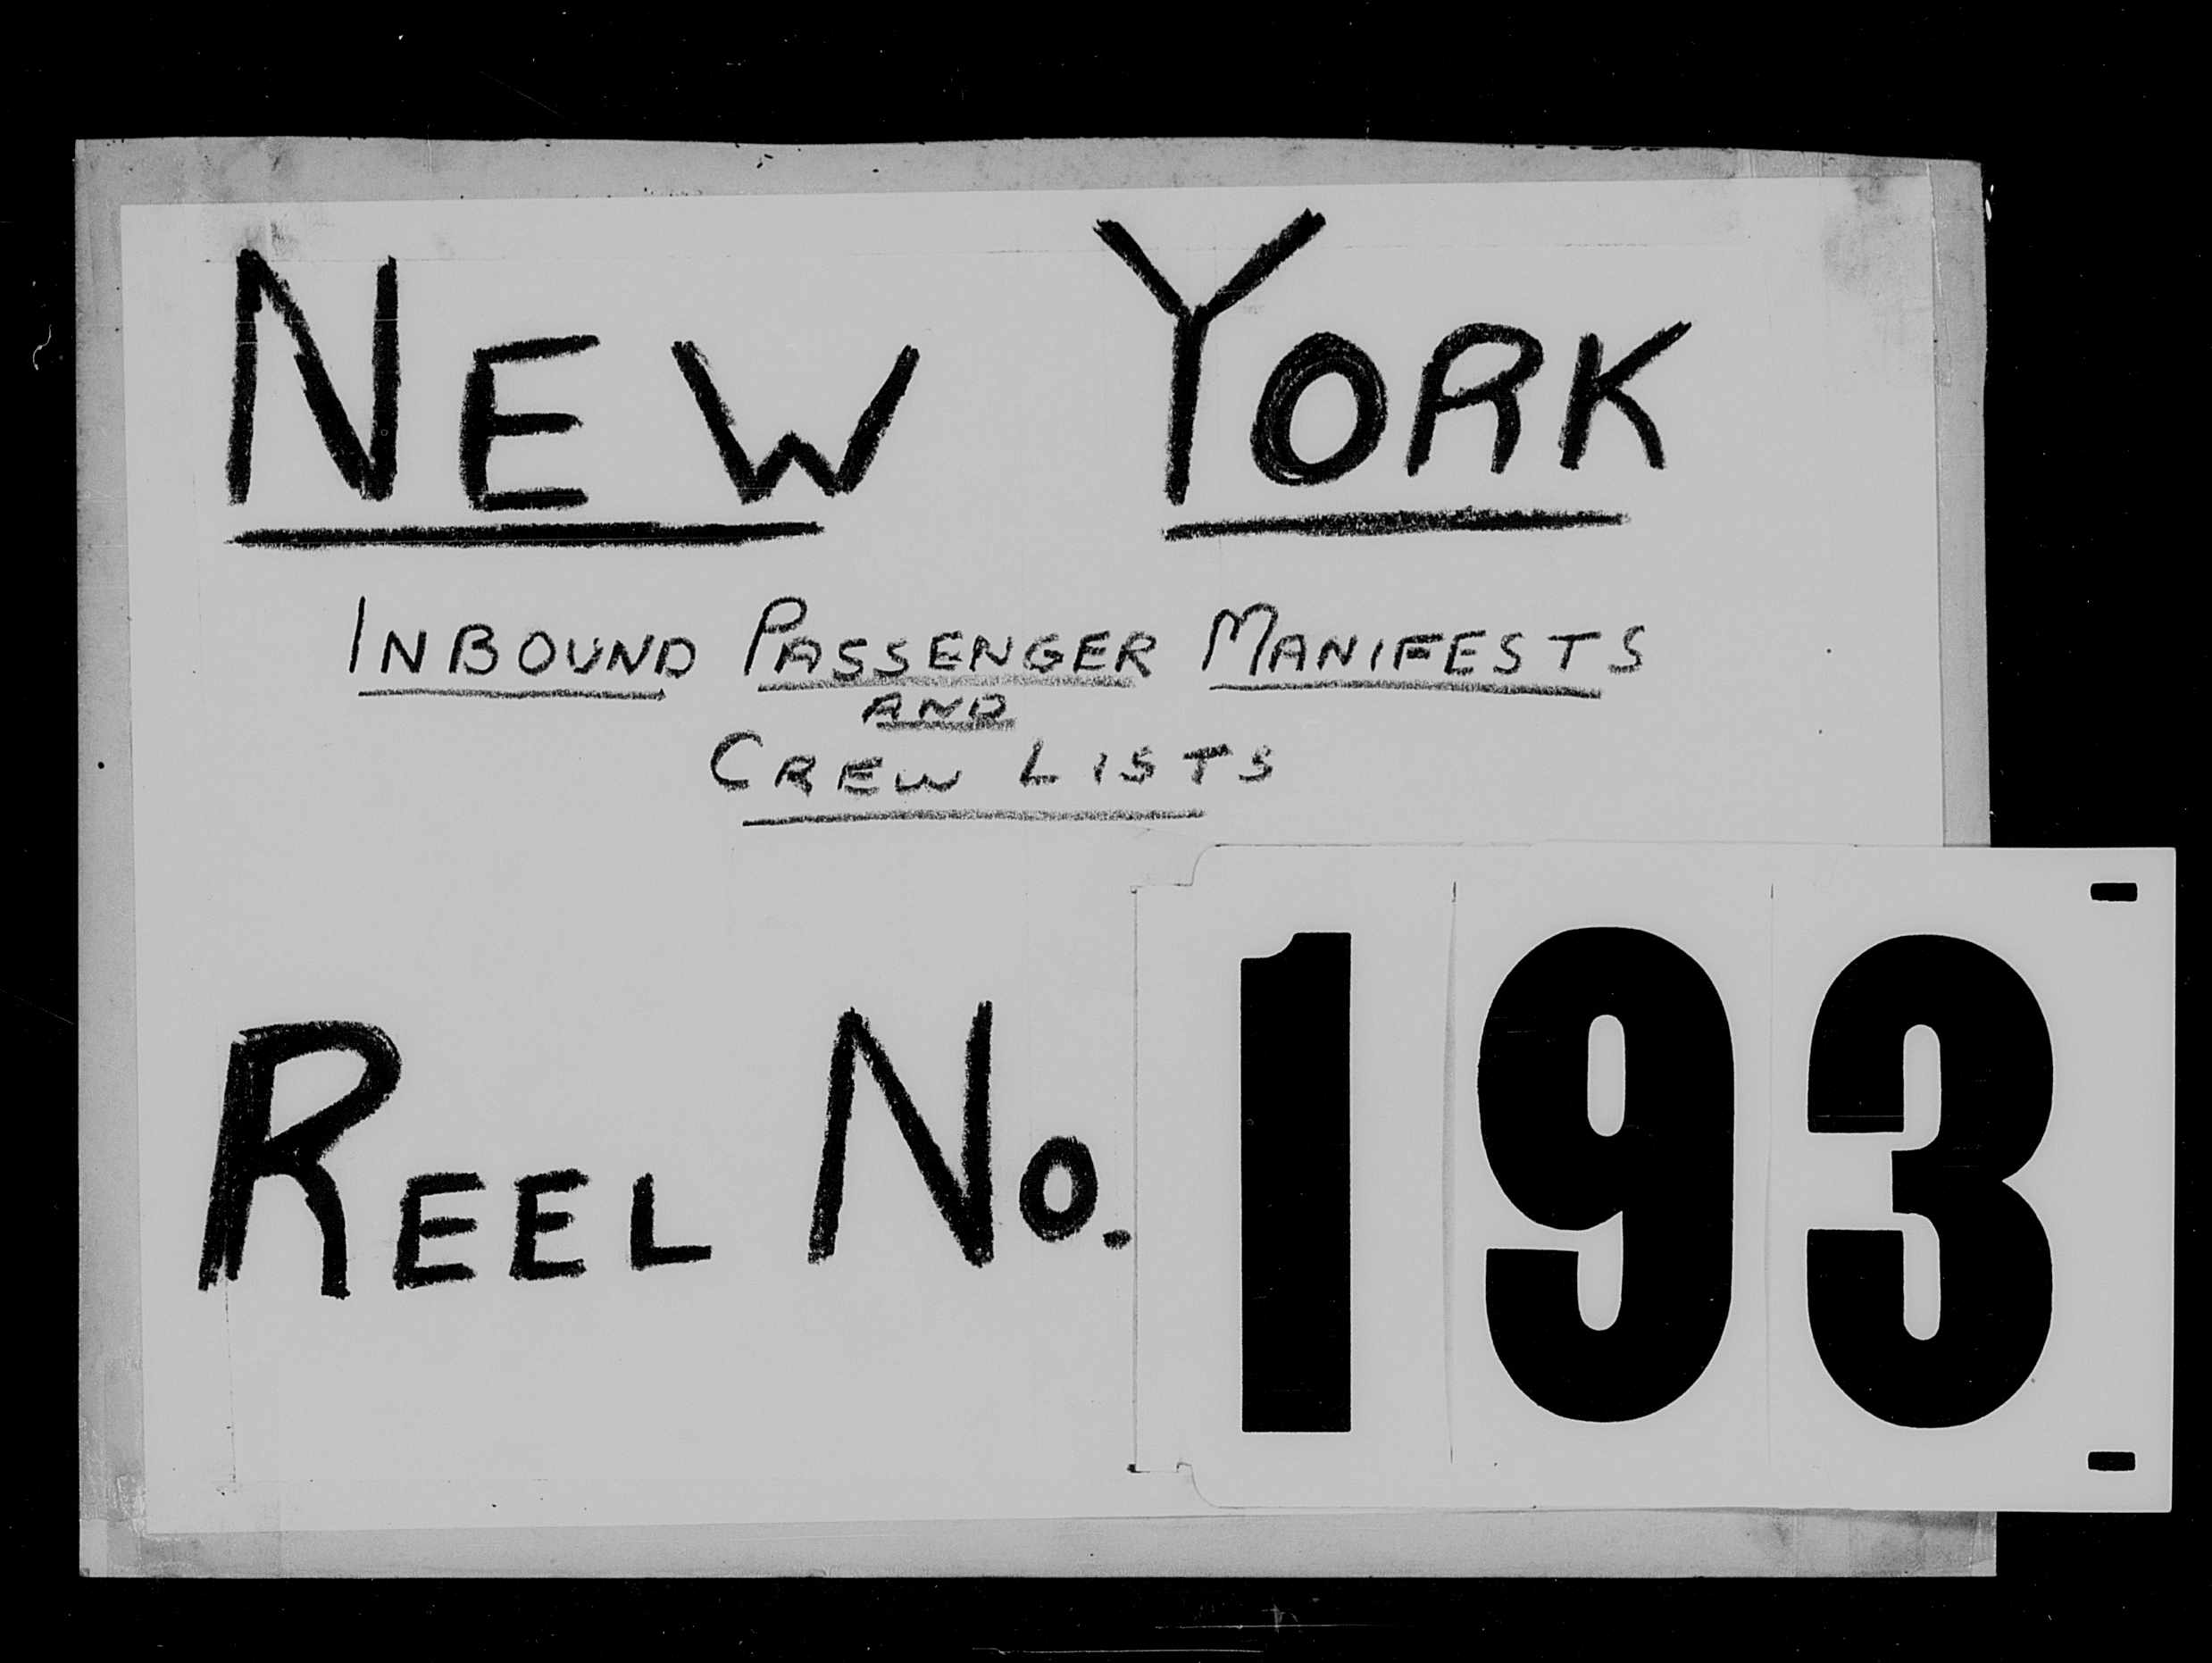 NEW YORK
INBOUND PASSENGER MANIFESTS
AND
CREW LISTS
REEL NO. 193